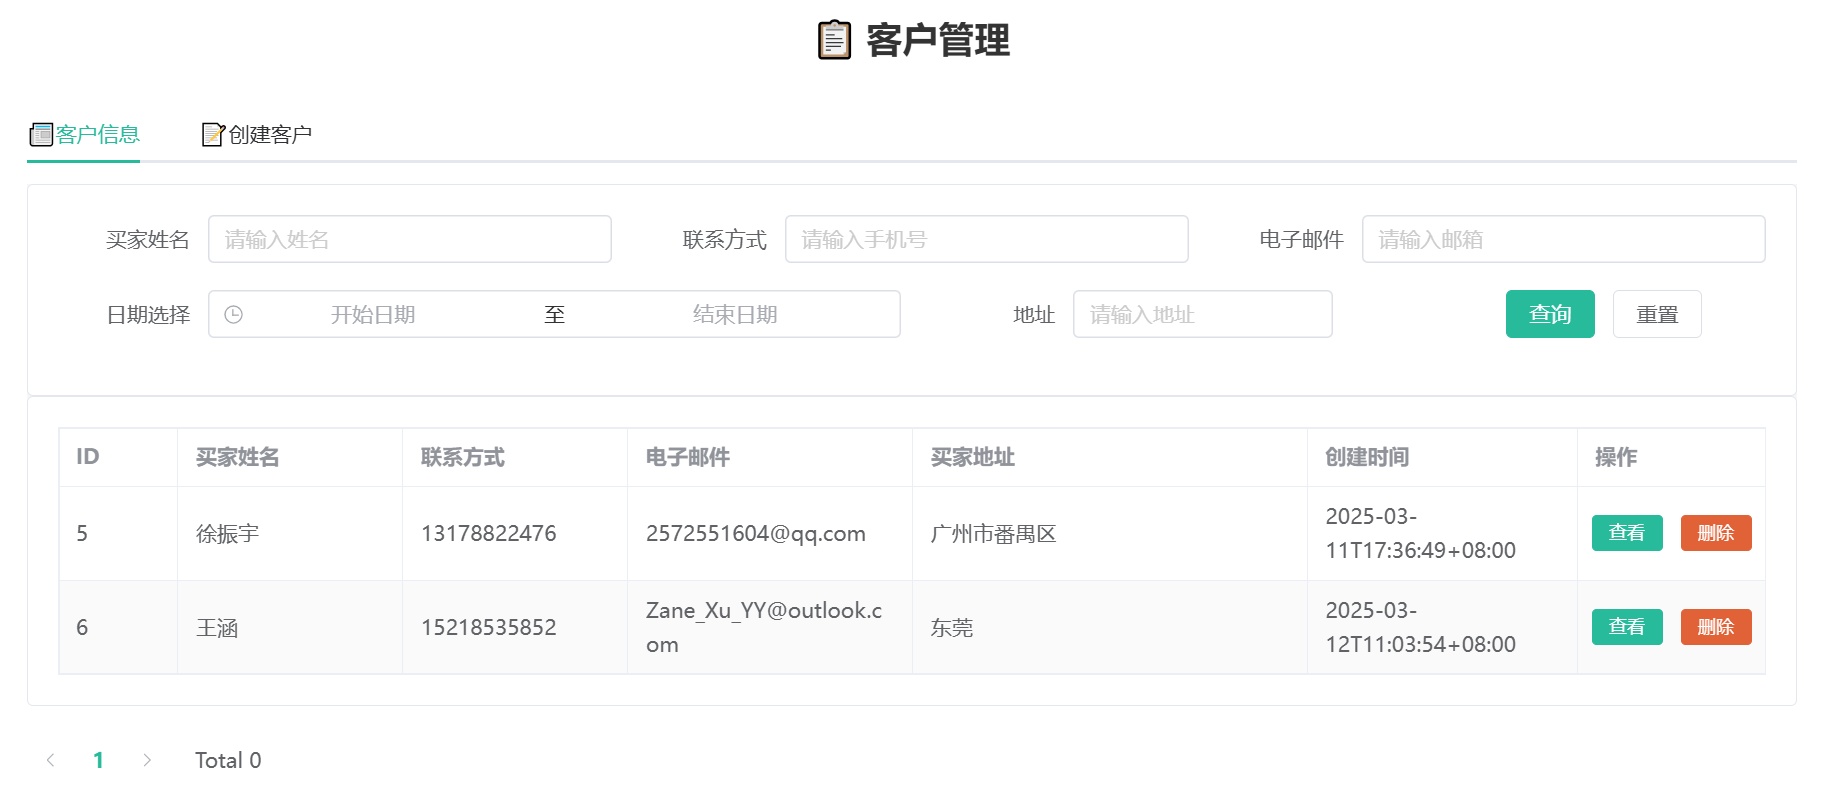 📋 客户管理
📰客户信息 📝创建客户
买家姓名 请输入姓名 联系方式 请输入手机号 电子邮件 请输入邮箱
日期选择 开始日期 至 结束日期 地址 请输入地址 查询 重置
ID 买家姓名 联系方式 电子邮件 买家地址 创建时间 操作
5 徐振宇 13178822476 2572551604@qq.com 广州市番禺区 2025-03-
11T17:36:49+08:00 查看 删除
6 王涵 15218535852 Zane_Xu_YY@outlook.c
om 东莞 2025-03-
12T11:03:54+08:00 查看 删除
1 Total 0